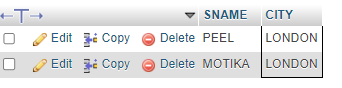 SNAME CITY
Edit Copy Delete PEEL LONDON
Edit Copy Delete MOTIKA LONDON